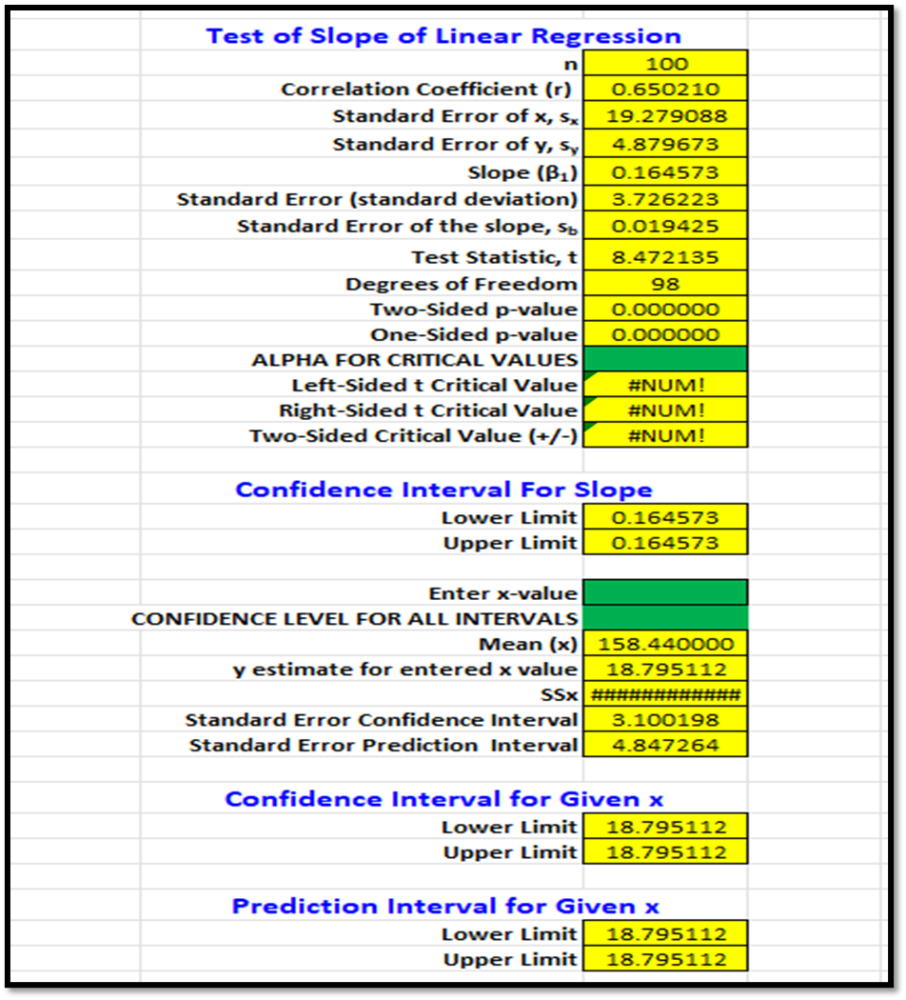 Test of Slope of Linear Regression
n 100
Correlation Coefficient (r) 0.650210
Standard Error of x, sₓ 19.279088
Standard Error of y, sᵧ 4.879673
Slope (β₁) 0.164573
Standard Error (standard deviation) 3.726223
Standard Error of the slope, s_b 0.019425
Test Statistic, t 8.472135
Degrees of Freedom 98
Two-Sided p-value 0.000000
One-Sided p-value 0.000000
ALPHA FOR CRITICAL VALUES
Left-Sided t Critical Value #NUM!
Right-Sided t Critical Value #NUM!
Two-Sided Critical Value (+/-) #NUM!
Confidence Interval For Slope
Lower Limit 0.164573
Upper Limit 0.164573
Enter x-value
CONFIDENCE LEVEL FOR ALL INTERVALS
Mean (x) 158.440000
y estimate for entered x value 18.795112
SSx ############
Standard Error Confidence Interval 3.100198
Standard Error Prediction Interval 4.847264
Confidence Interval for Given x
Lower Limit 18.795112
Upper Limit 18.795112
Prediction Interval for Given x
Lower Limit 18.795112
Upper Limit 18.795112